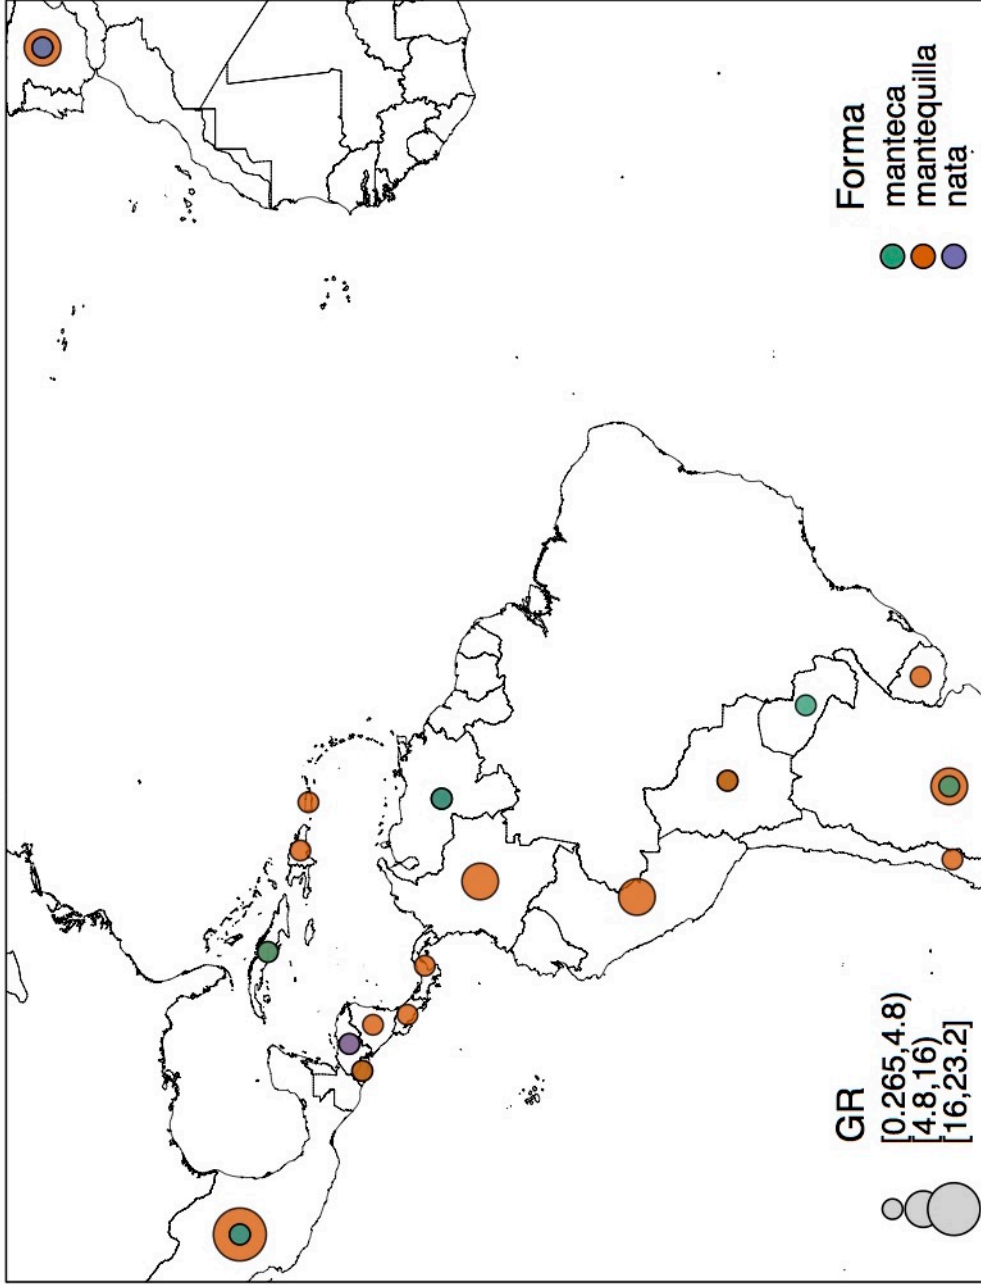 GR
[0.265,4.8)
[4.8,16)
[16,23.2]
Forma
manteca
mantequilla
nata